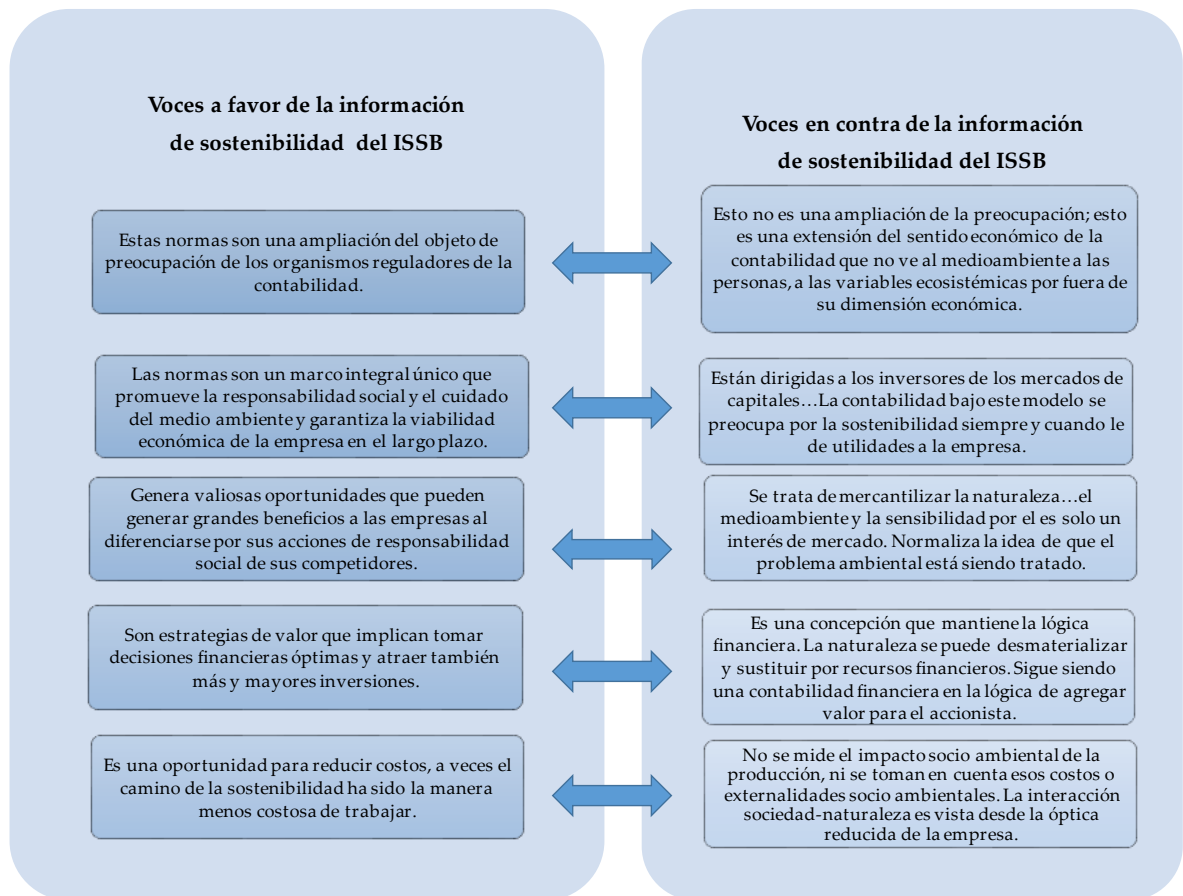 Voces a favor de la información
de sostenibilidad del ISSB
Estas normas son una ampliación del objeto de
preocupación de los organismos reguladores de la
contabilidad.
Las normas son un marco integral único que
promueve la responsabilidad social y el cuidado
del medio ambiente y garantiza la viabilidad
económica de la empresa en el largo plazo.
Genera valiosas oportunidades que pueden
generar grandes beneficios a las empresas al
diferenciarse por sus acciones de responsabilidad
social de sus competidores.
Son estrategias de valor que implican tomar
decisiones financieras óptimas y atraer también
más y mayores inversiones.
Es una oportunidad para reducir costos, a veces el
camino de la sostenibilidad ha sido la manera
menos costosa de trabajar.
Voces en contra de la información
de sostenibilidad del ISSB
Esto no es una ampliación de la preocupación; esto
es una extensión del sentido económico de la
contabilidad que no ve al medioambiente a las
personas, a las variables ecosistémicas por fuera de
su dimensión económica.
Están dirigidas a los inversores de los mercados de
capitales…La contabilidad bajo este modelo se
preocupa por la sostenibilidad siempre y cuando le
de utilidades a la empresa.
Se trata de mercantilizar la naturaleza…el
medioambiente y la sensibilidad por el es solo un
interés de mercado. Normaliza la idea de que el
problema ambiental está siendo tratado.
Es una concepción que mantiene la lógica
financiera. La naturaleza se puede desmaterializar
y sustituir por recursos financieros. Sigue siendo
una contabilidad financiera en la lógica de agregar
valor para el accionista.
No se mide el impacto socio ambiental de la
producción, ni se toman en cuenta esos costos o
externalidades socio ambientales. La interacción
sociedad-naturaleza es vista desde la óptica
reducida de la empresa.